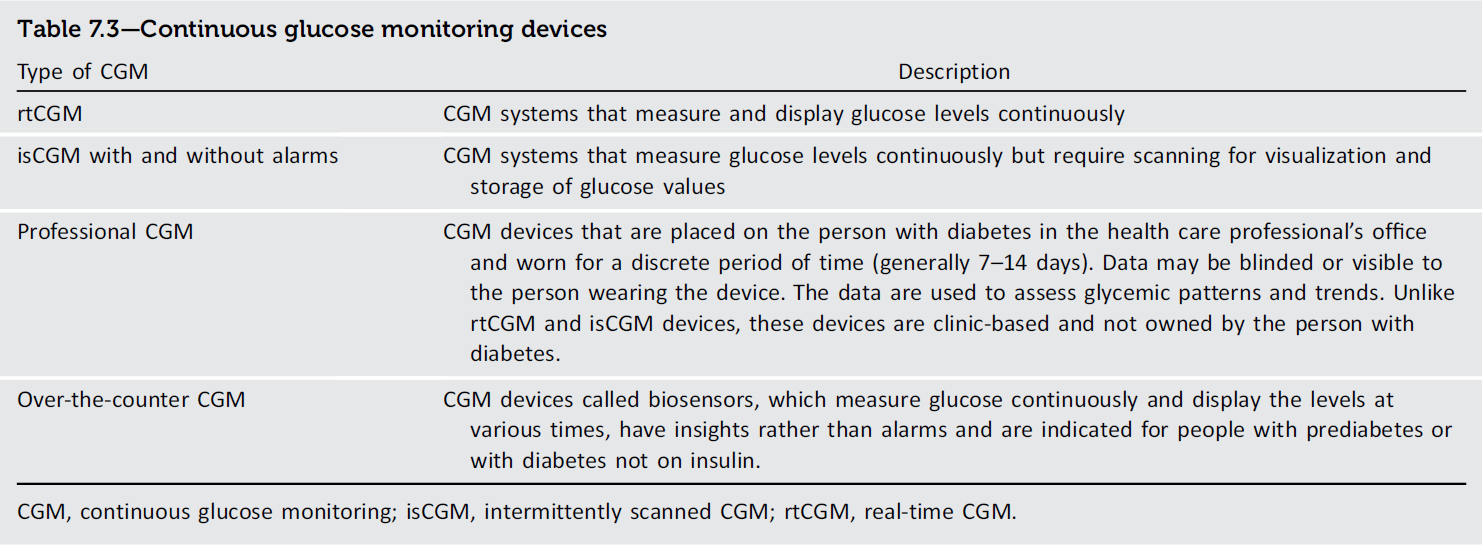 Table 7.3—Continuous glucose monitoring devices
Type of CGM Description
rtCGM CGM systems that measure and display glucose levels continuously
isCGM with and without alarms CGM systems that measure glucose levels continuously but require scanning for visualization and
storage of glucose values
Professional CGM CGM devices that are placed on the person with diabetes in the health care professional’s office
and worn for a discrete period of time (generally 7–14 days). Data may be blinded or visible to
the person wearing the device. The data are used to assess glycemic patterns and trends. Unlike
rtCGM and isCGM devices, these devices are clinic-based and not owned by the person with
diabetes.
Over-the-counter CGM CGM devices called biosensors, which measure glucose continuously and display the levels at
various times, have insights rather than alarms and are indicated for people with prediabetes or
with diabetes not on insulin.
CGM, continuous glucose monitoring; isCGM, intermittently scanned CGM; rtCGM, real-time CGM.